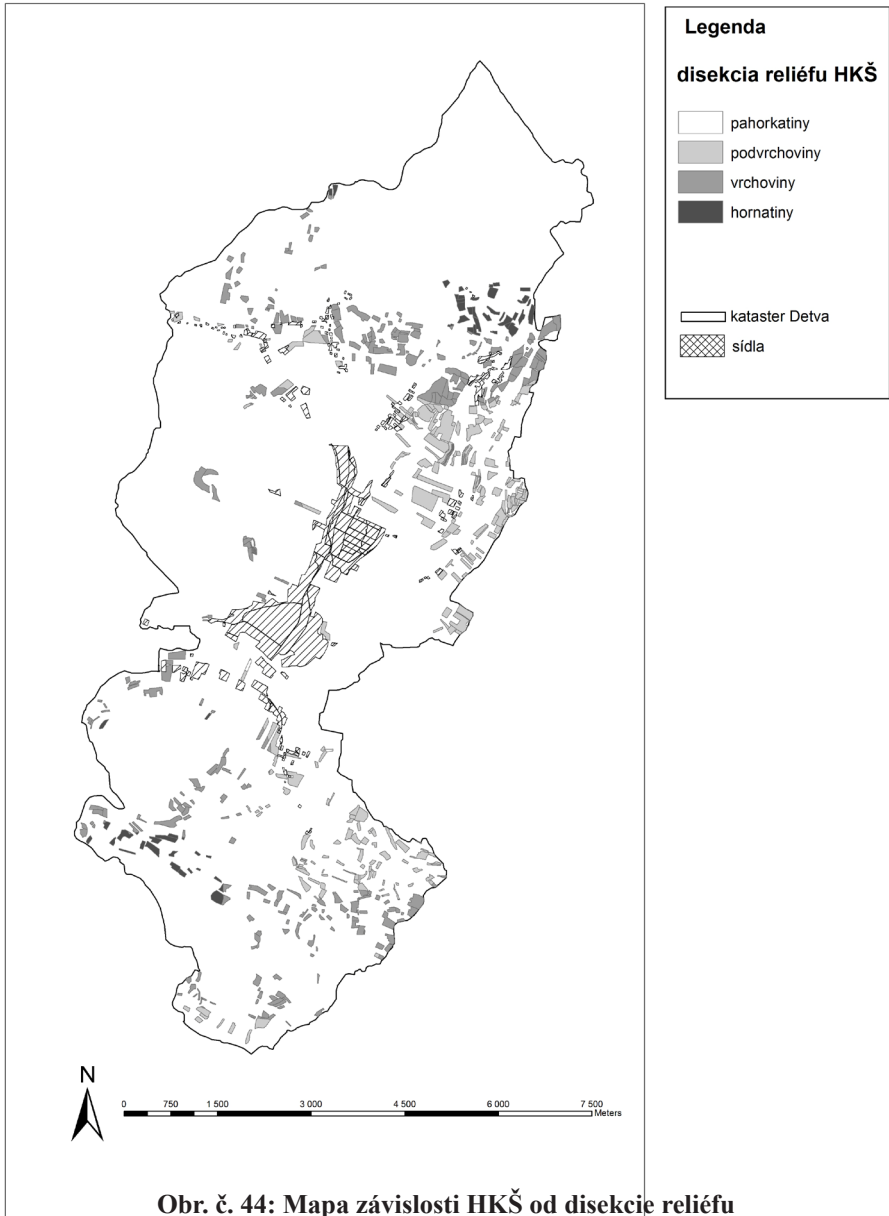 Legenda
disekcia reliéfu HKŠ
pahorkatiny
podvrchoviny
vrchoviny
hornatiny
kataster Detva
sídla
N
0 750 1 500 3 000 4 500 6 000 7 500
Meters
Obr. č. 44: Mapa závislosti HKŠ od disekcie reliéfu